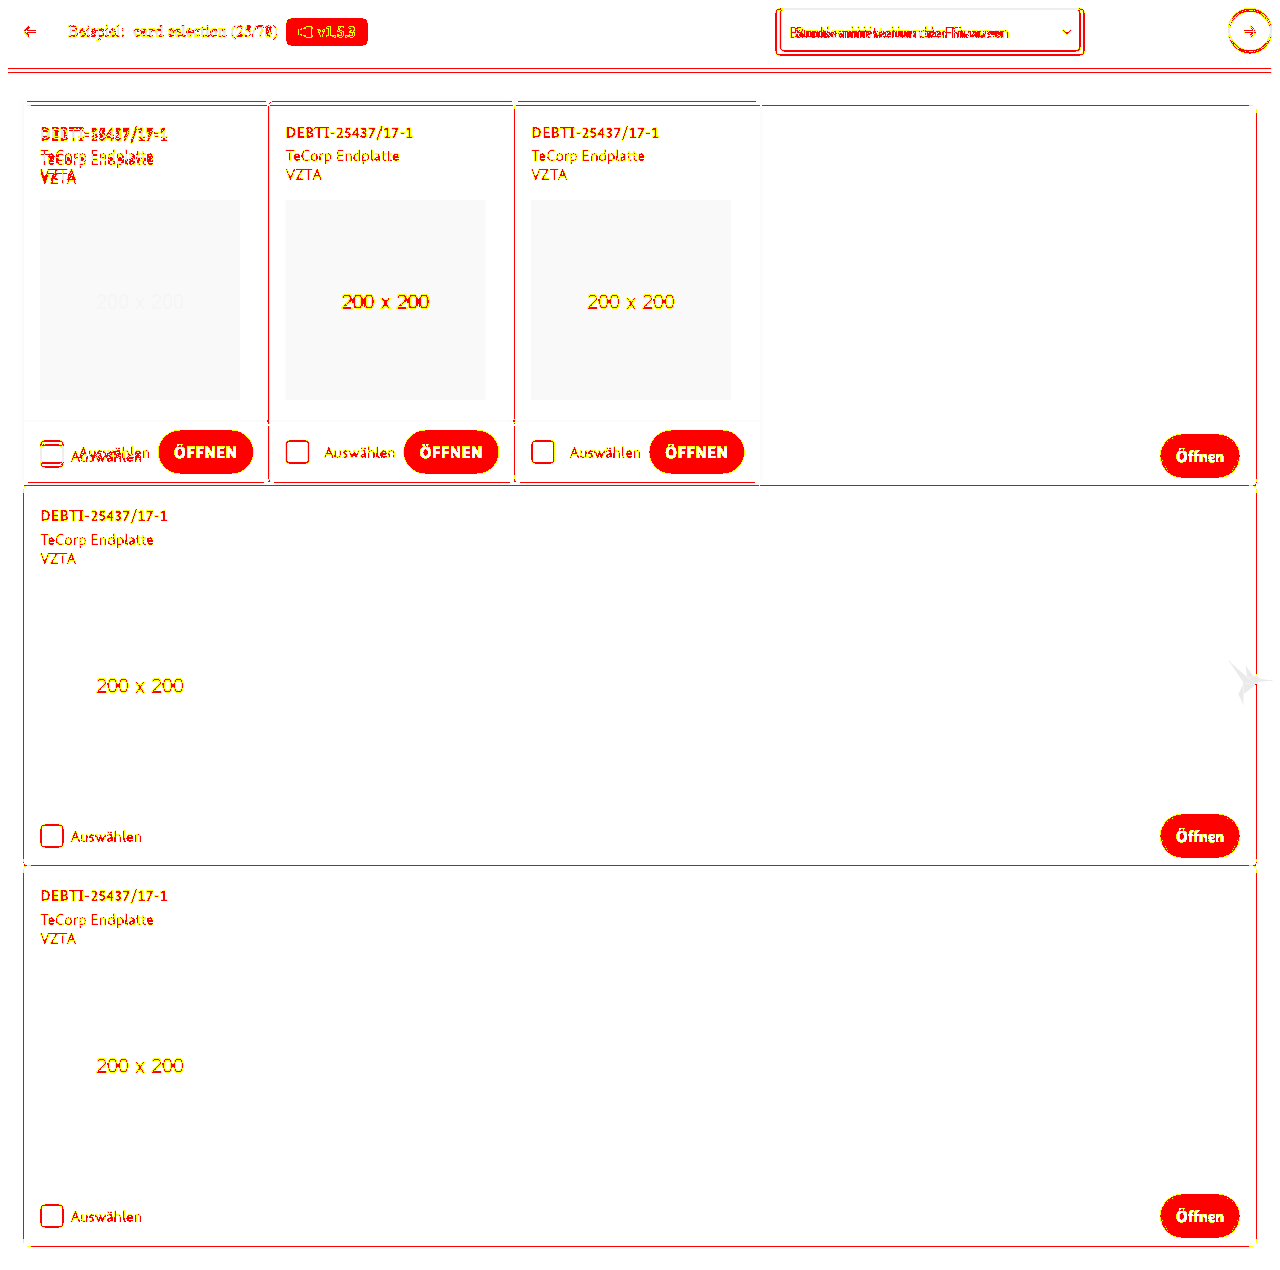 Beispiel: card selection (23/70) v1.5.3
DEBTI-25437/17-1 DEBTI-25437/17-1 DEBTI-25437/17-1
TeCorp Endplatte TeCorp Endplatte TeCorp Endplatte
VZTA VZTA VZTA
200 x 200 200 x 200 200 x 200
Auswählen ÖFFNEN Auswählen ÖFFNEN Auswählen ÖFFNEN
Auswählen Öffnen
DEBTI-25437/17-1
TeCorp Endplatte
VZTA
200 x 200
Auswählen Öffnen
DEBTI-25437/17-1
TeCorp Endplatte
VZTA
200 x 200
Auswählen Öffnen